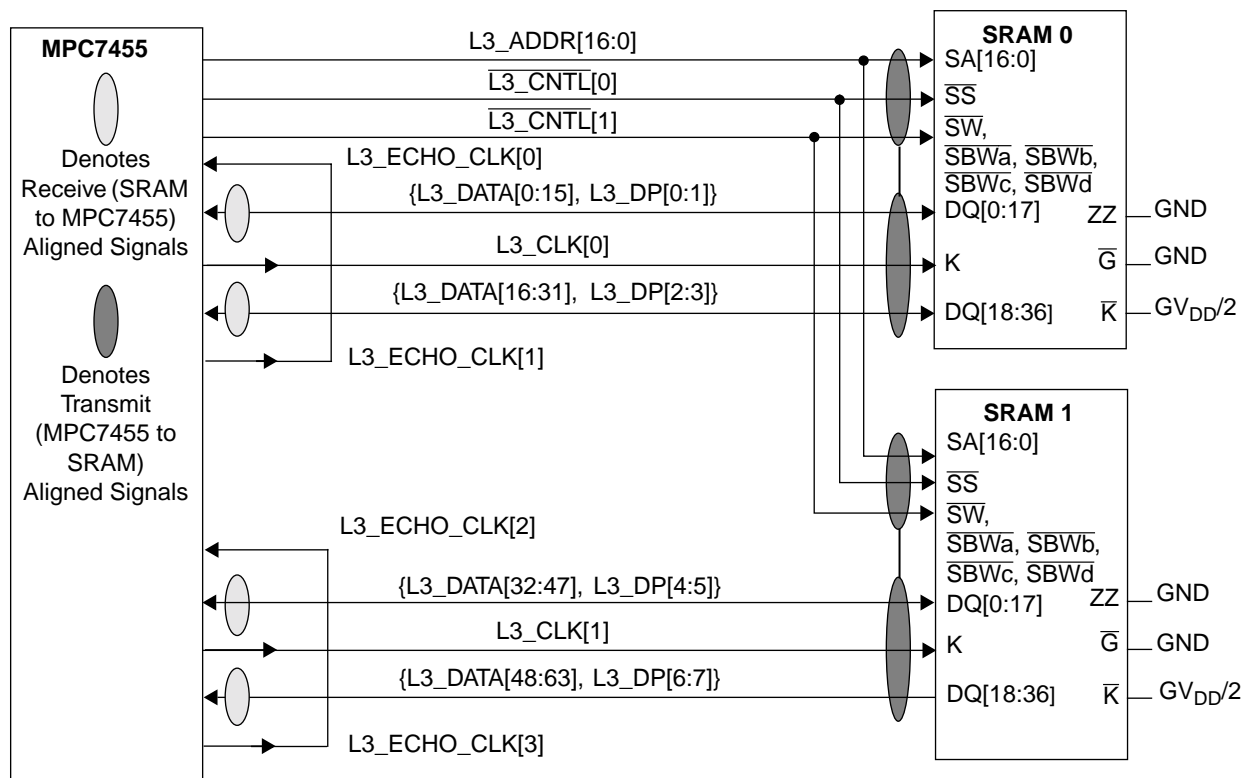 MPC7455
Denotes
Receive (SRAM
to MPC7455)
Aligned Signals
Denotes
Transmit
(MPC7455 to
SRAM)
Aligned Signals
L3_ADDR[16:0]
L3_CNTL[0]
L3_CNTL[1]
L3_ECHO_CLK[0]
{L3_DATA[0:15], L3_DP[0:1]}
L3_CLK[0]
{L3_DATA[16:31], L3_DP[2:3]}
L3_ECHO_CLK[1]
SRAM 0
SA[16:0]
SS
SW,
SBWa, SBWb,
SBWc, SBWd
DQ[0:17] ZZ GND
K G GND
DQ[18:36] K GVDD/2
L3_ECHO_CLK[2]
{L3_DATA[32:47], L3_DP[4:5]}
L3_CLK[1]
{L3_DATA[48:63], L3_DP[6:7]}
L3_ECHO_CLK[3]
SRAM 1
SA[16:0]
SS
SW,
SBWa, SBWb,
SBWc, SBWd
DQ[0:17] ZZ GND
K G GND
DQ[18:36] K GVDD/2